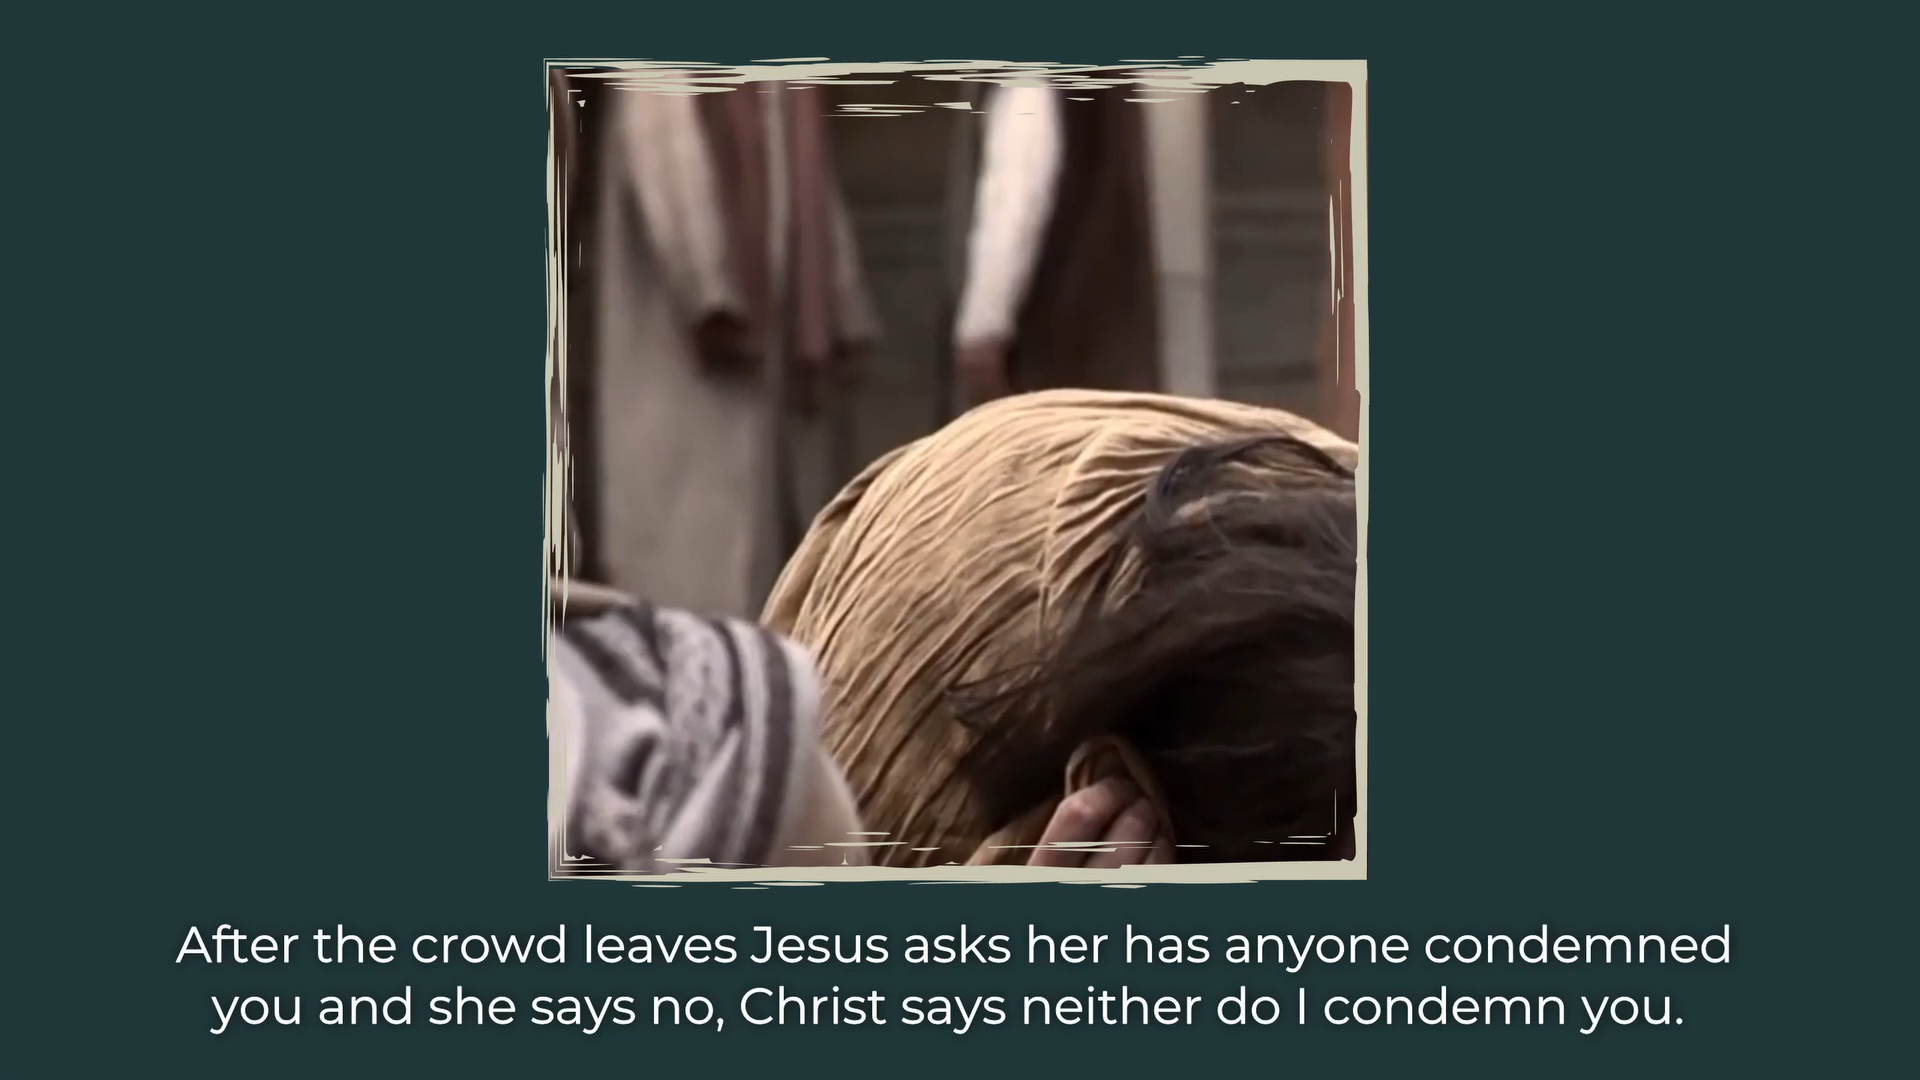 After the crowd leaves Jesus asks her has anyone condemned
you and she says no, Christ says neither do I condemn you.